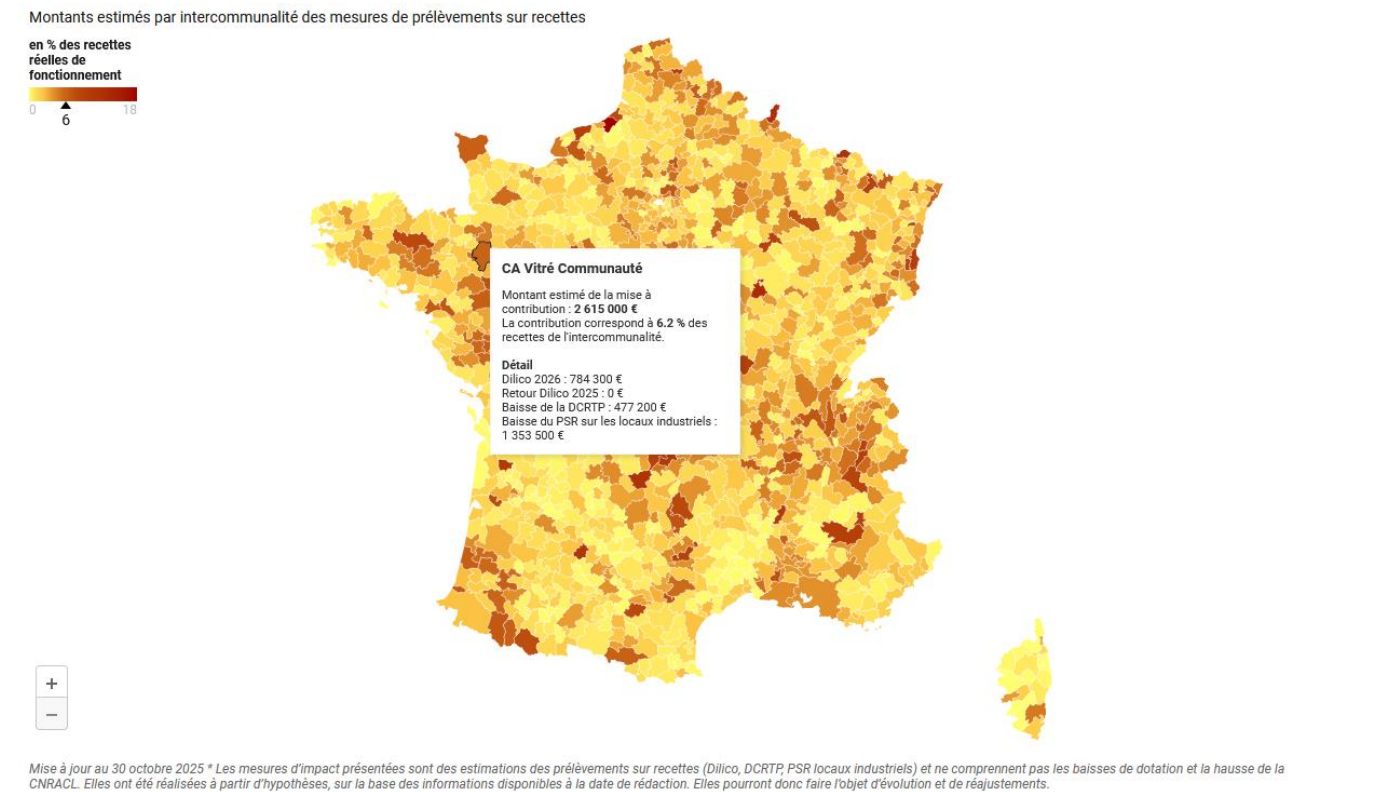 Montants estimés par intercommunalité des mesures de prélèvements sur recettes
en % des recettes
réelles de
fonctionnement
0
18
6
CA Vitré Communauté
Montant estimé de la mise à
contribution : 2 615 000 €
La contribution correspond à 6.2 % des
recettes de l'intercommunalité.
Détail
Dilico 2026 : 784 300 €
Retour Dilico 2025 : 0 €
Baisse de la DCRTP : 477 200 €
Baisse du PSR sur les locaux industriels :
1 353 500 €
+
−
Mise à jour au 30 octobre 2025 * Les mesures d'impact présentées sont des estimations des prélèvements sur recettes (Dilico, DCRTP, PSR locaux industriels) et ne comprennent pas les baisses de dotation et la hausse de la
CNRACL. Elles ont été réalisées à partir d'hypothèses, sur la base des informations disponibles à la date de rédaction. Elles pourront donc faire l'objet d'évolution et de réajustements.